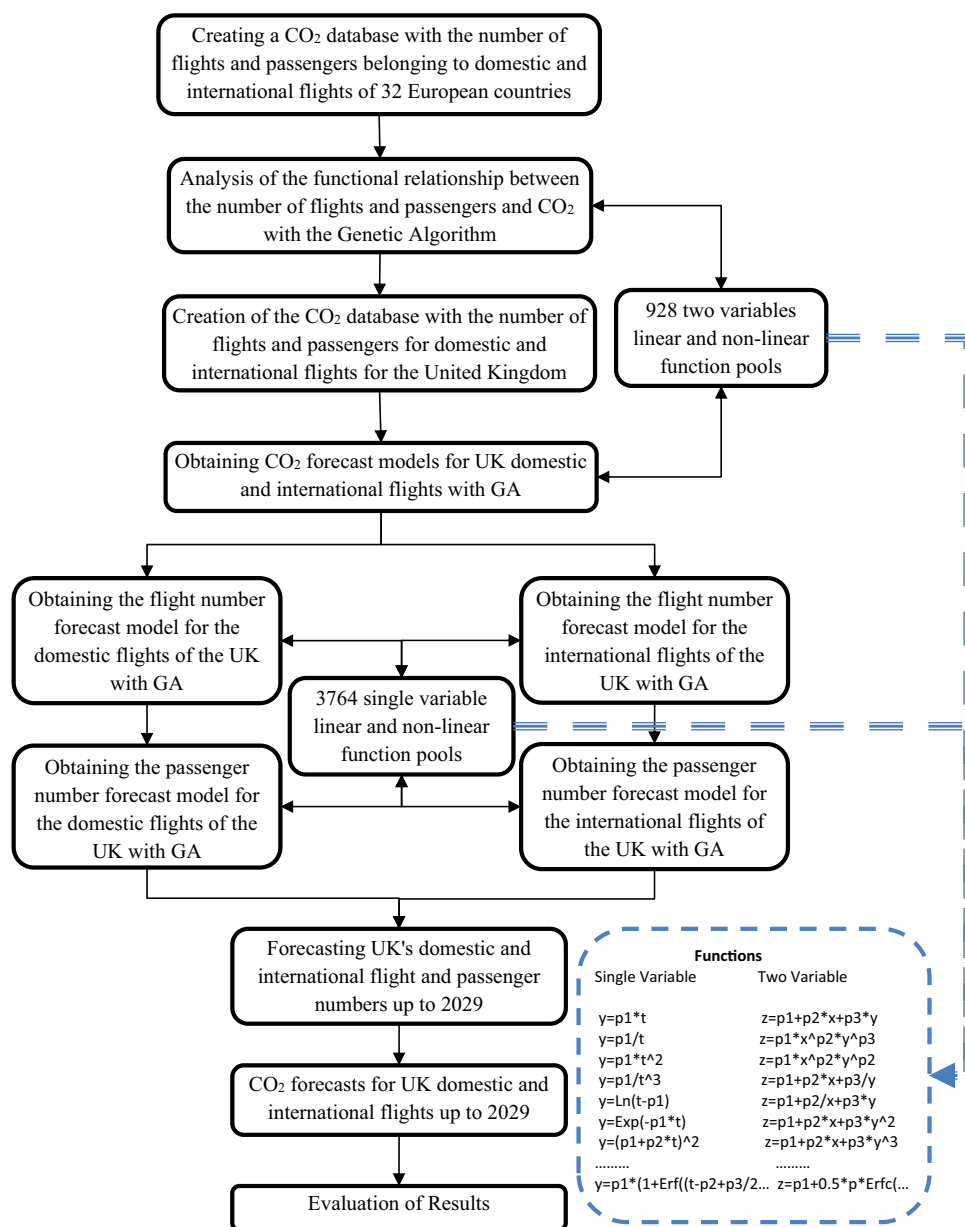 Creating a CO₂ database with the number of
flights and passengers belonging to domestic and
international flights of 32 European countries
Analysis of the functional relationship between
the number of flights and passengers and CO₂
with the Genetic Algorithm
928 two variables
linear and non-linear
function pools
Creation of the CO₂ database with the number of
flights and passengers for domestic and
international flights for the United Kingdom
Obtaining CO₂ forecast models for UK domestic
and international flights with GA
Obtaining the flight number
forecast model for the
domestic flights of the UK
with GA
Obtaining the flight number
forecast model for the
international flights of the
UK with GA
3764 single variable
linear and non-linear
function pools
Obtaining the passenger
number forecast model for
the domestic flights of the
UK with GA
Obtaining the passenger
number forecast model for
the international flights of
the UK with GA
Forecasting UK's domestic and
international flight and passenger
numbers up to 2029
CO₂ forecasts for UK domestic and
international flights up to 2029
Evaluation of Results
Functions
Single Variable Two Variable
y=p1*t z=p1+p2*x+p3*y
y=p1/t z=p1*x^p2*y^p3
y=p1*t^2 z=p1*x^p2*y^p2
y=p1/t^3 z=p1+p2*x+p3/y
y=Ln(t-p1) z=p1+p2/x+p3*y
y=Exp(-p1*t) z=p1+p2*x+p3*y^2
y=(p1+p2*t)^2 z=p1+p2*x+p3*y^3
......... .........
y=p1*(1+Erf((t-p2+p3/2... z=p1+0.5*p*Erfc(...